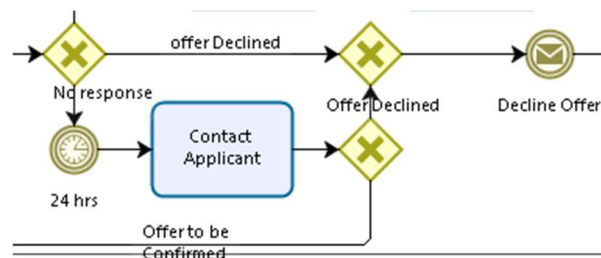 offer Declined
No response
Offer Declined
Decline Offer
Contact
Applicant
24 hrs
Offer to be
Confirmed